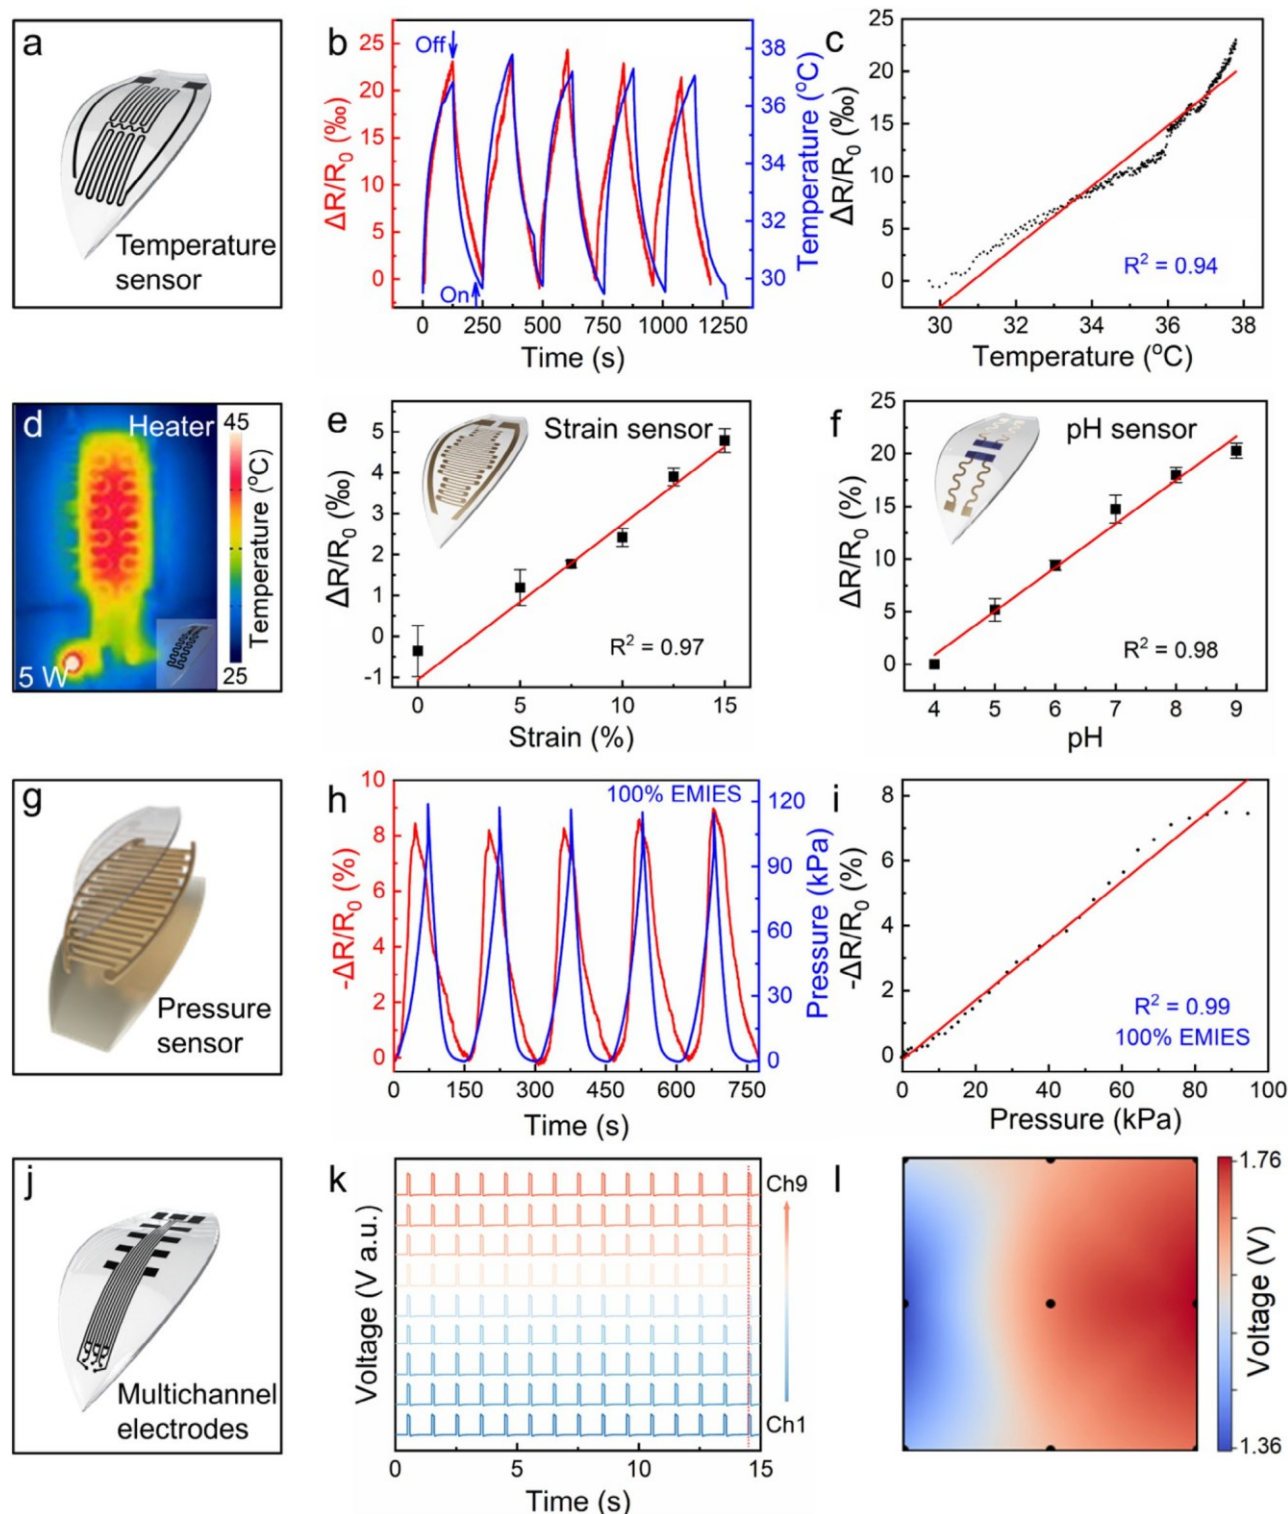 a
Temperature
sensor
b
Off
On
ΔR/R₀ (‰)
25
20
15
10
5
0
Temperature (°C)
38
36
34
32
30
0 250 500 750 1000 1250
Time (s)
c
ΔR/R₀ (‰)
25
20
15
10
5
0
R² = 0.94
30 32 34 36 38
Temperature (°C)
d
Heater
45
Temperature (°C)
25
5 W
e
Strain sensor
ΔR/R₀ (‰)
5
4
3
2
1
0
-1
R² = 0.97
0 5 10 15
Strain (%)
f
pH sensor
ΔR/R₀ (%)
25
20
15
10
5
0
R² = 0.98
4 5 6 7 8 9
pH
g
Pressure
sensor
h
100% EMIES
-ΔR/R₀ (%)
10
8
6
4
2
0
Pressure (kPa)
120
90
60
30
0
0 150 300 450 600 750
Time (s)
i
-ΔR/R₀ (%)
8
6
4
2
0
R² = 0.99
100% EMIES
0 20 40 60 80 100
Pressure (kPa)
j
Multichannel
electrodes
k
Voltage (V a.u.)
Ch9
Ch1
0 5 10 15
Time (s)
l
1.76
Voltage (V)
1.36